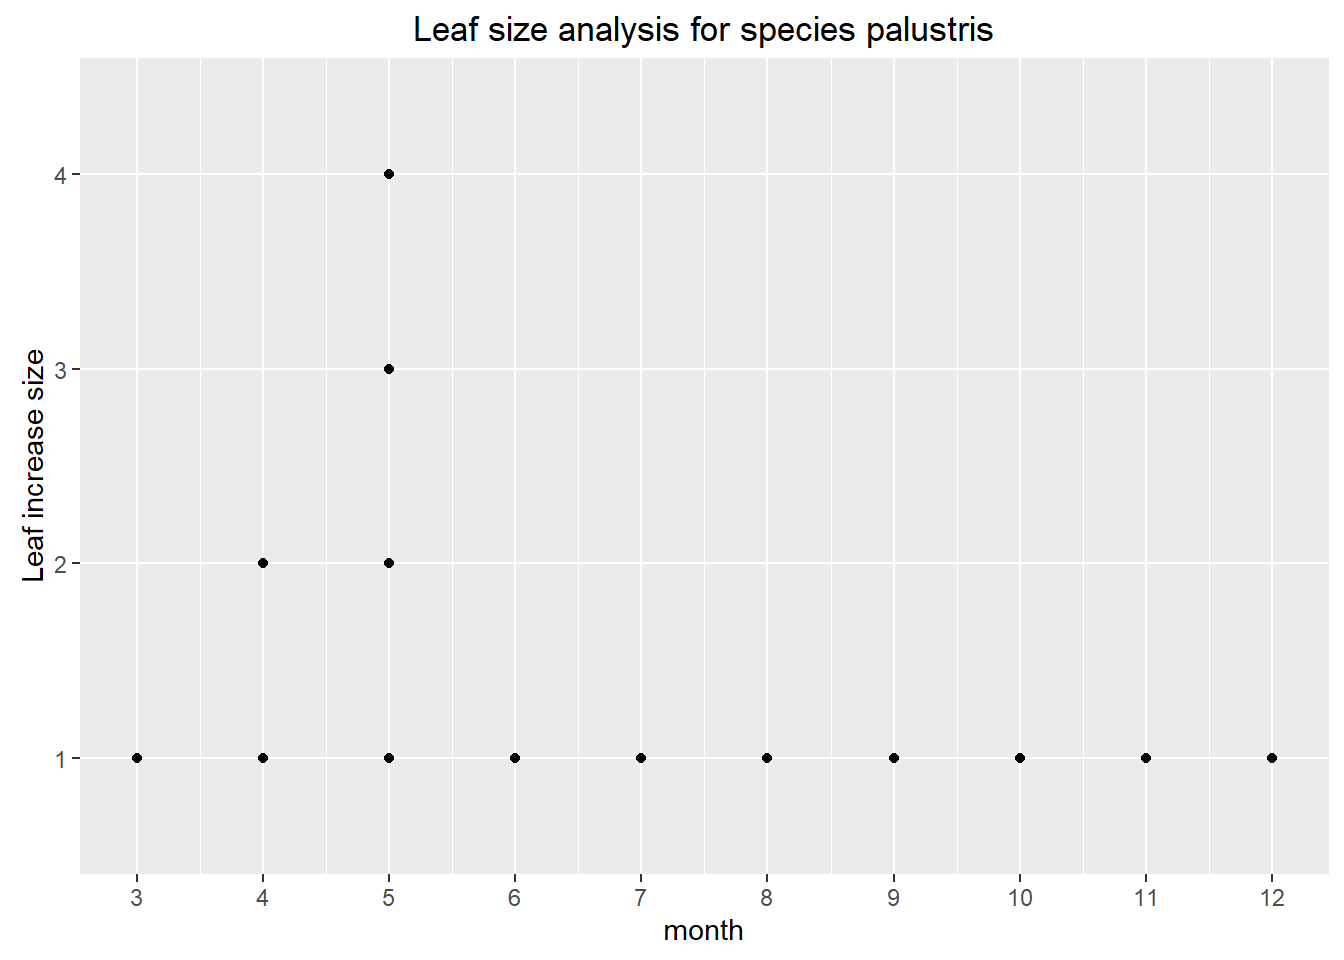 Leaf size analysis for species palustris
Leaf increase size
4
3
2
1
3 4 5 6 7 8 9 10 11 12
month